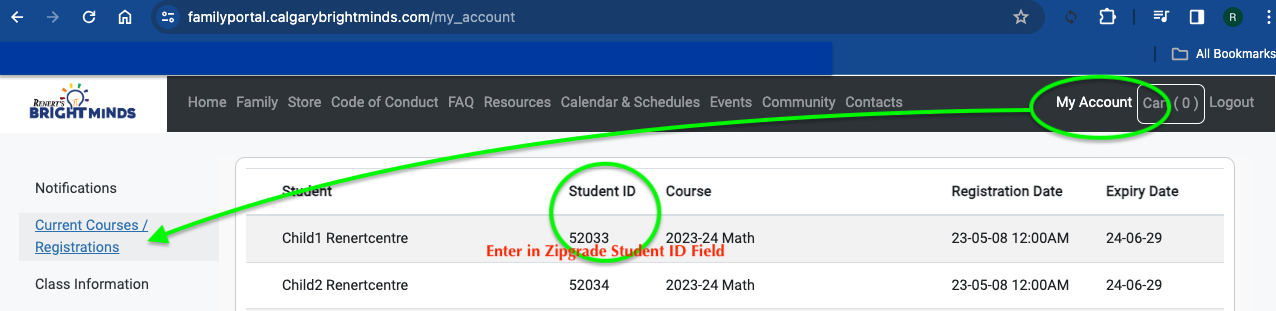 familyportal.calgarybrightminds.com/my_account
R
All Bookmarks
RENERT'S
BRIGHT MINDS
Home Family Store Code of Conduct FAQ Resources Calendar & Schedules Events Community Contacts My Account Cart ( 0 ) Logout
Notifications
Current Courses /
Registrations
Class Information
Student Student ID Course Registration Date Expiry Date
Child1 Renertcentre 52033 2023-24 Math 23-05-08 12:00AM 24-06-29
Enter in Zipgrade Student ID Field
Child2 Renertcentre 52034 2023-24 Math 23-05-08 12:00AM 24-06-29